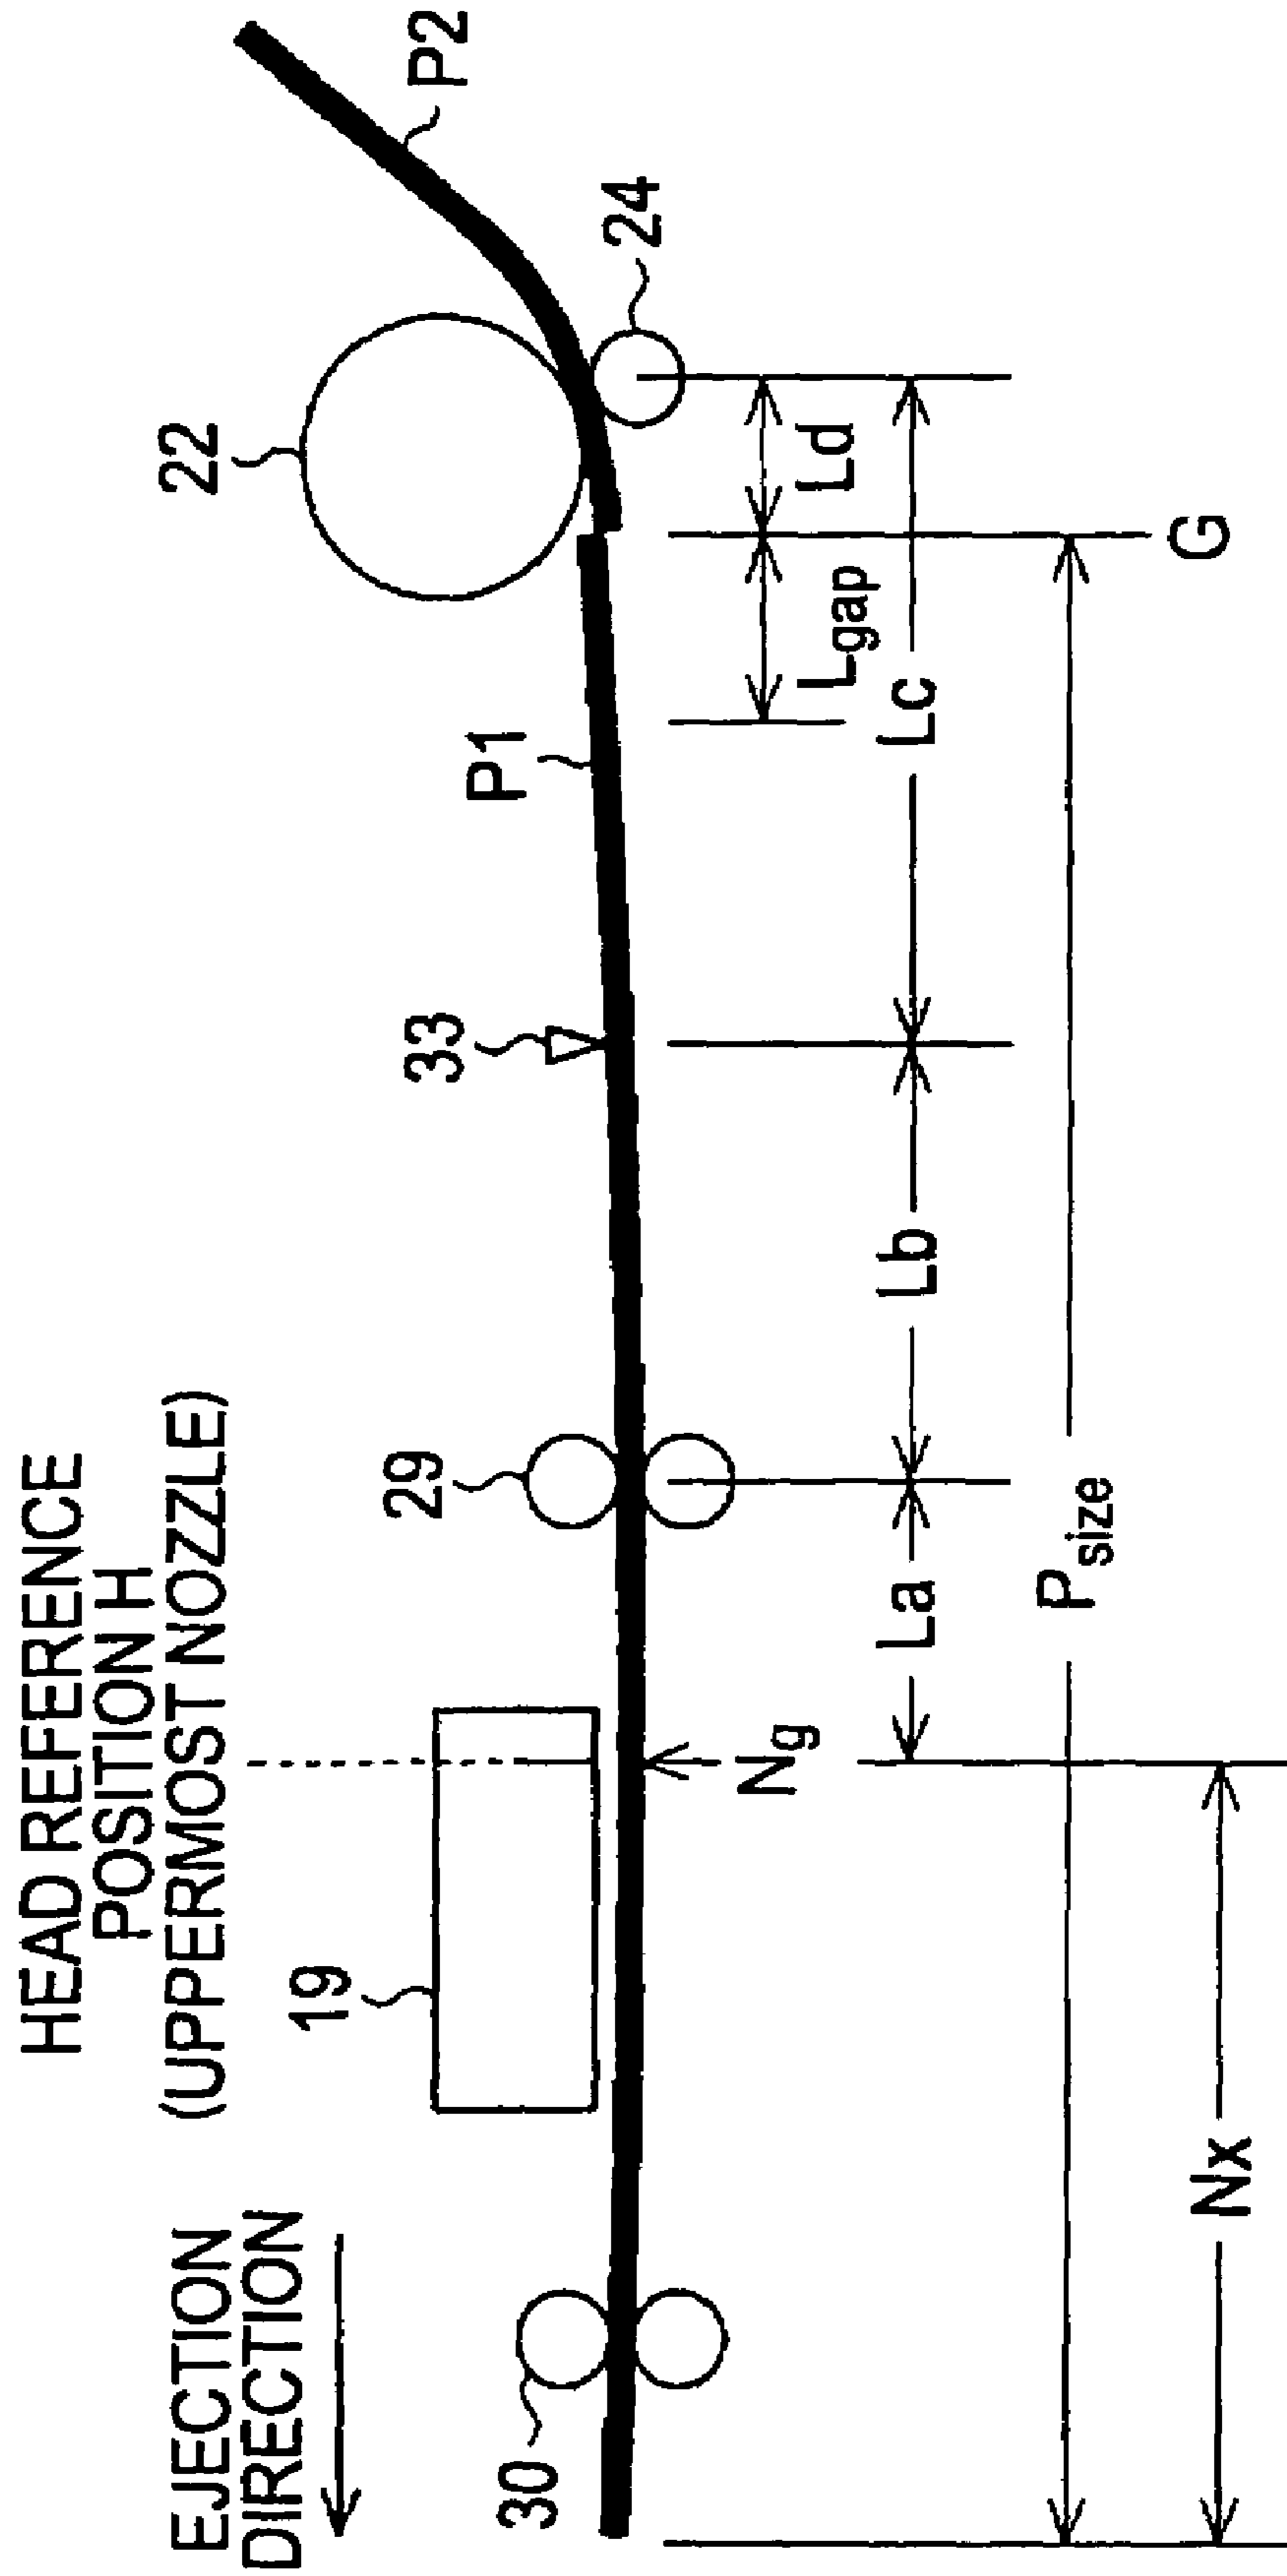 HEAD REFERENCE
POSITION H
(UPPERMOST NOZZLE)
EJECTION
DIRECTION
30
19
29
33
P1
22
24
P2
Ng
La
Lb
Lc
Lgap
Ld
G
Psize
Nx